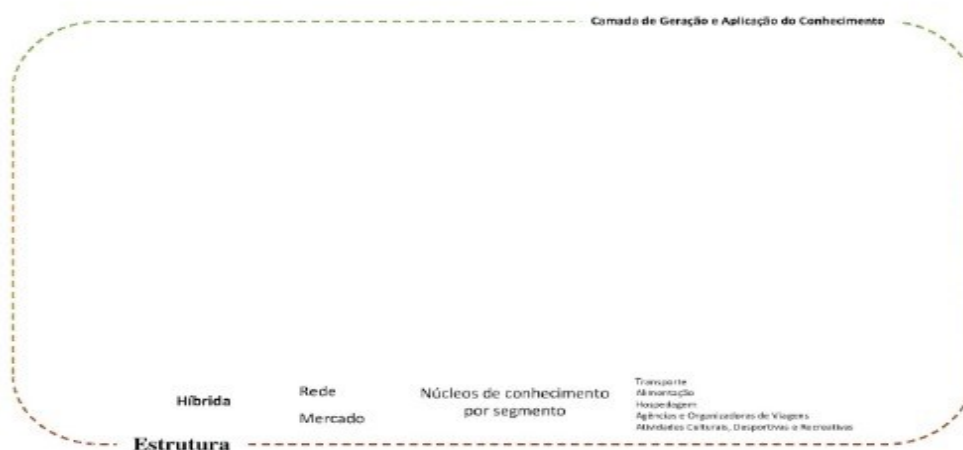 Camada de Geração e Aplicação do Conhecimento
Híbrida
Rede
Mercado
Núcleos de conhecimento
por segmento
Transporte
Alimentação
Hospedagem
Agências e Organizadoras de Viagens
Atividades Culturais, Desportivas e Recreativas
Estrutura